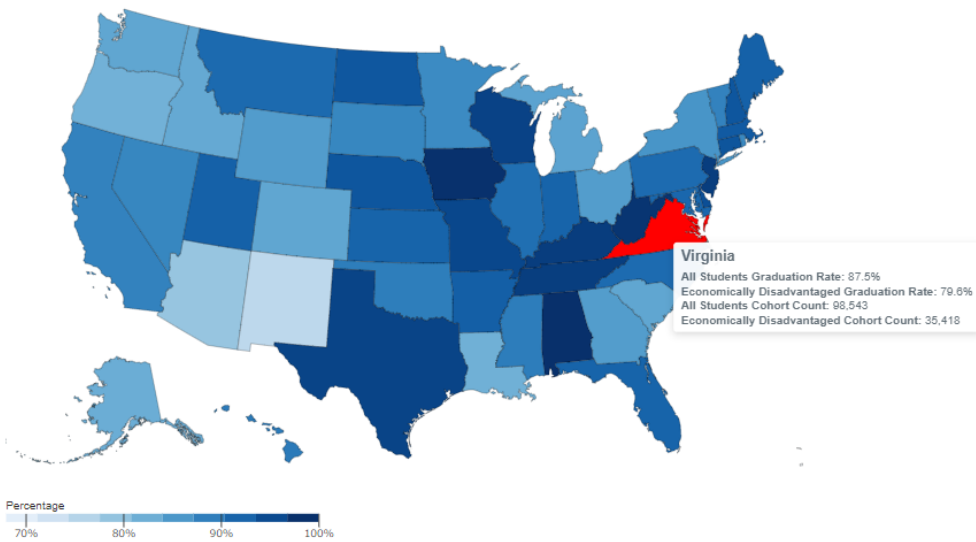 Virginia
All Students Graduation Rate: 87.5%
Economically Disadvantaged Graduation Rate: 79.6%
All Students Cohort Count: 98,543
Economically Disadvantaged Cohort Count: 35,418
Percentage
70% 80% 90% 100%